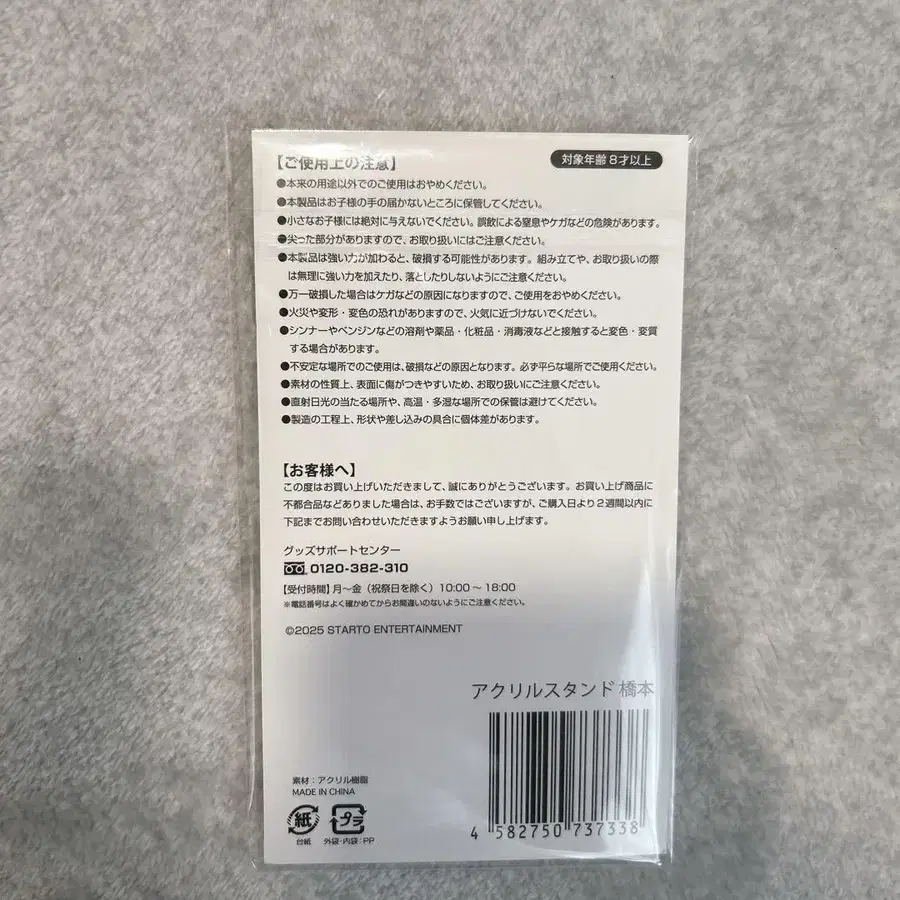 【ご使用上の注意】
対象年齢 8才以上
●本来の用途以外でのご使用はおやめください。
●本製品はお子様の手の届かないところに保管してください。
●小さなお子様には絶対に与えないでください。誤飲による窒息やケガなどの危険があります。
●尖った部分がありますので、お取り扱いにはご注意ください。
●本製品は強い力が加わると、破損する可能性があります。組み立てや、お取り扱いの際
は無理に強い力を加えたり、落としたりしないようにご注意ください。
●万一破損した場合はケガなどの原因になりますので、ご使用をおやめください。
●火災や変形・変色の恐れがありますので、火気に近づけないでください。
●シンナーやベンジンなどの溶剤や薬品・化粧品・消毒液などと接触すると変色・変質
する場合があります。
●不安定な場所でのご使用は、破損などの原因となります。必ず平らな場所でご使用ください。
●素材の性質上、表面に傷がつきやすいため、お取り扱いにご注意ください。
●直射日光の当たる場所や、高温・多湿な場所での保管は避けてください。
●製造の工程上、形状や差し込みの具合に個体差があります。
【お客様へ】
この度はお買い上げいただきまして、誠にありがとうございます。お買い上げ商品に
不都合品などありました場合は、お手数ではございますが、ご購入日より2週間以内に
下記までお問い合わせいただきますようお願い申し上げます。
グッズサポートセンター
0120-382-310
【受付時間】月～金（祝祭日を除く）10:00～18:00
※電話番号はよく確かめてからお間違いのないようにご注意ください。
©2025 STARTO ENTERTAINMENT
アクリルスタンド 橋本
素材：アクリル樹脂
MADE IN CHINA
紙 プラ
台紙 外袋・内袋：PP
4 582750 737338